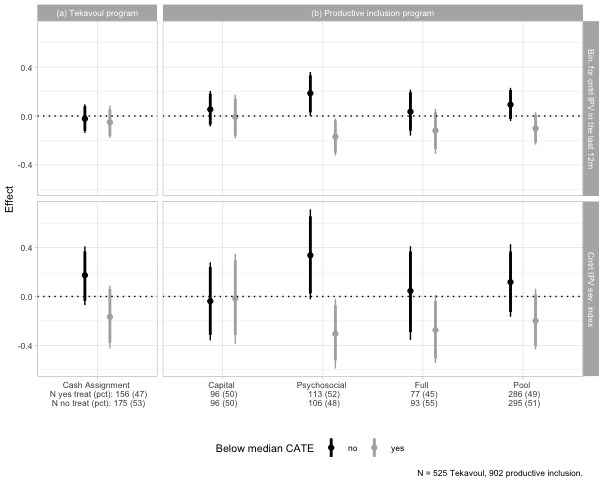 (a) Tekavoul program
(b) Productive inclusion program
0.4
0.0
-0.4
Bin. for cntrl IPV in the last 12m
Effect
0.4
0.0
-0.4
Cntrl IPV sev. index
Cash Assignment
N yes treat (pct): 156 (47)
N no treat (pct): 175 (53)
Capital
96 (50)
96 (50)
Psychosocial
113 (52)
106 (48)
Full
77 (45)
93 (55)
Pool
286 (49)
295 (51)
Below median CATE
no
yes
N = 525 Tekavoul, 902 productive inclusion.